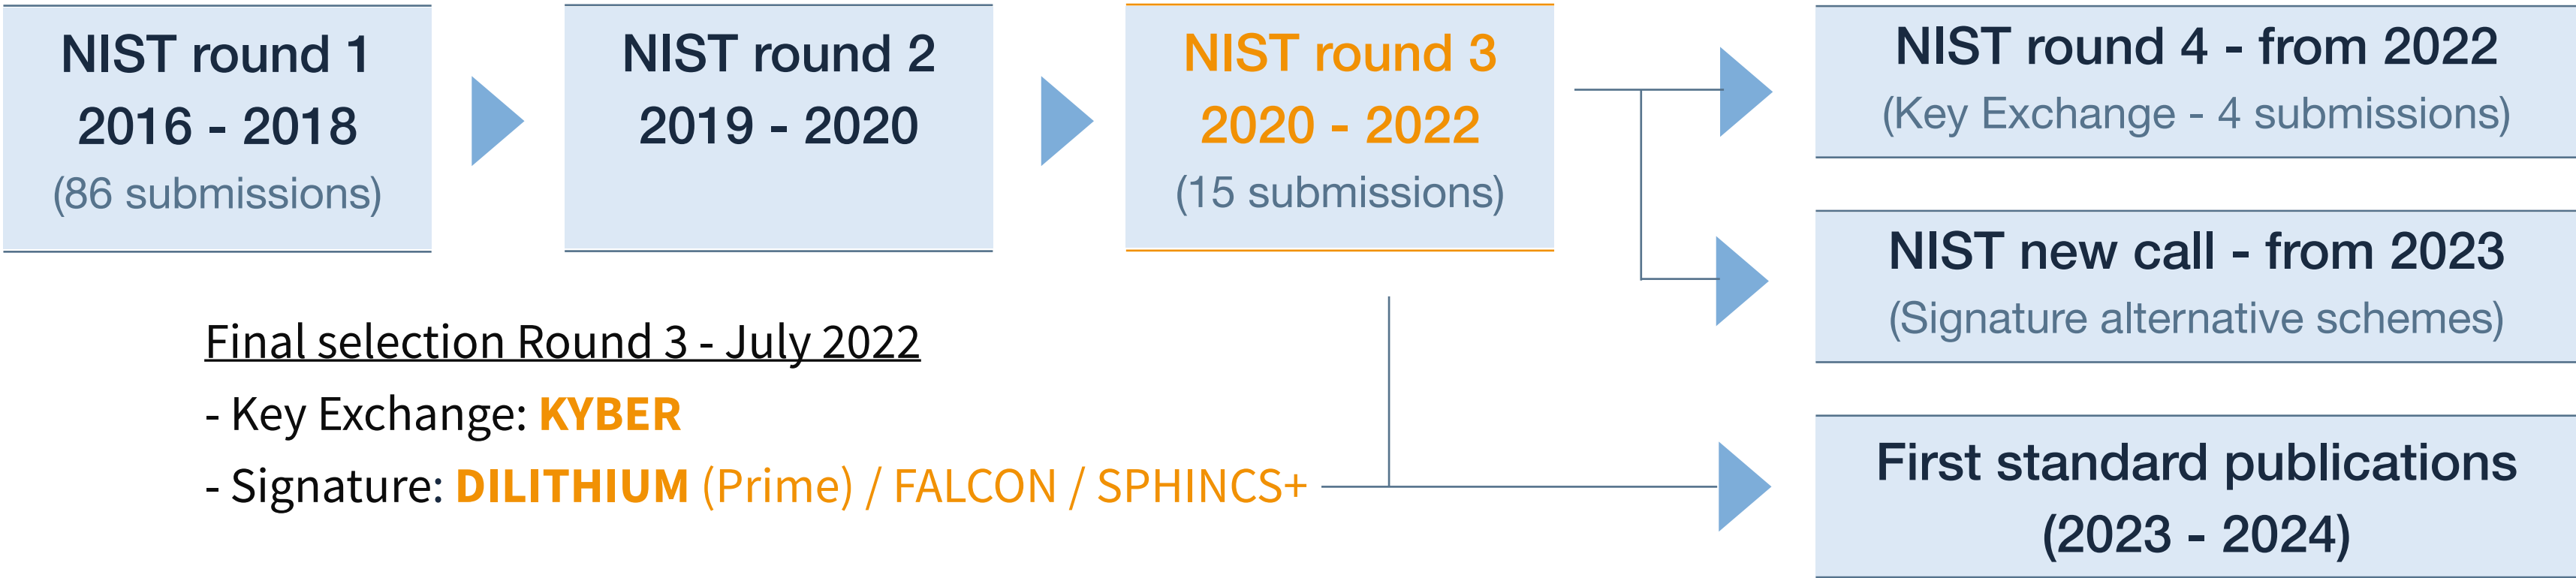 NIST round 1
2016 - 2018
(86 submissions)
NIST round 2
2019 - 2020
NIST round 3
2020 - 2022
(15 submissions)
NIST round 4 - from 2022
(Key Exchange - 4 submissions)
NIST new call - from 2023
(Signature alternative schemes)
Final selection Round 3 - July 2022
- Key Exchange: KYBER
- Signature: DILITHIUM (Prime) / FALCON / SPHINCS+
First standard publications
(2023 - 2024)